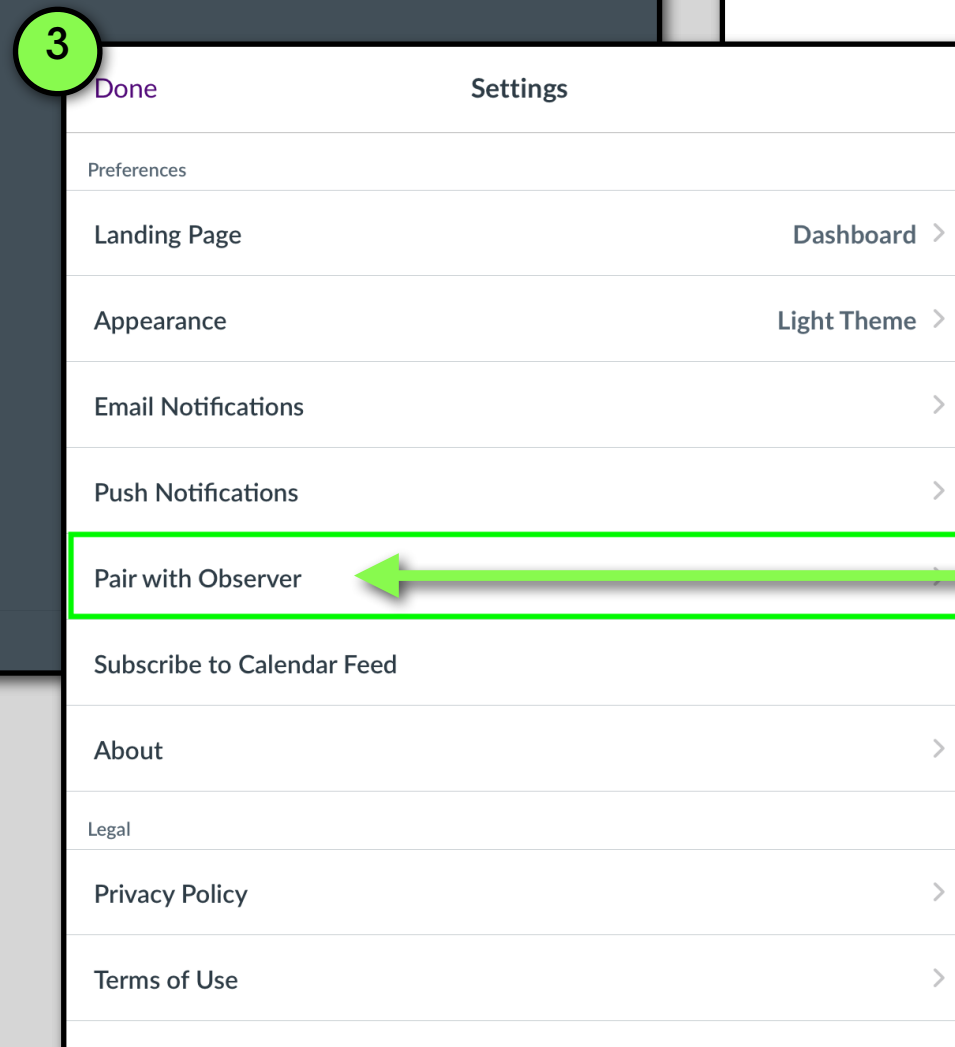 3
Done
Settings
Preferences
Landing Page Dashboard
Appearance Light Theme
Email Notifications
Push Notifications
Pair with Observer
Subscribe to Calendar Feed
About
Legal
Privacy Policy
Terms of Use